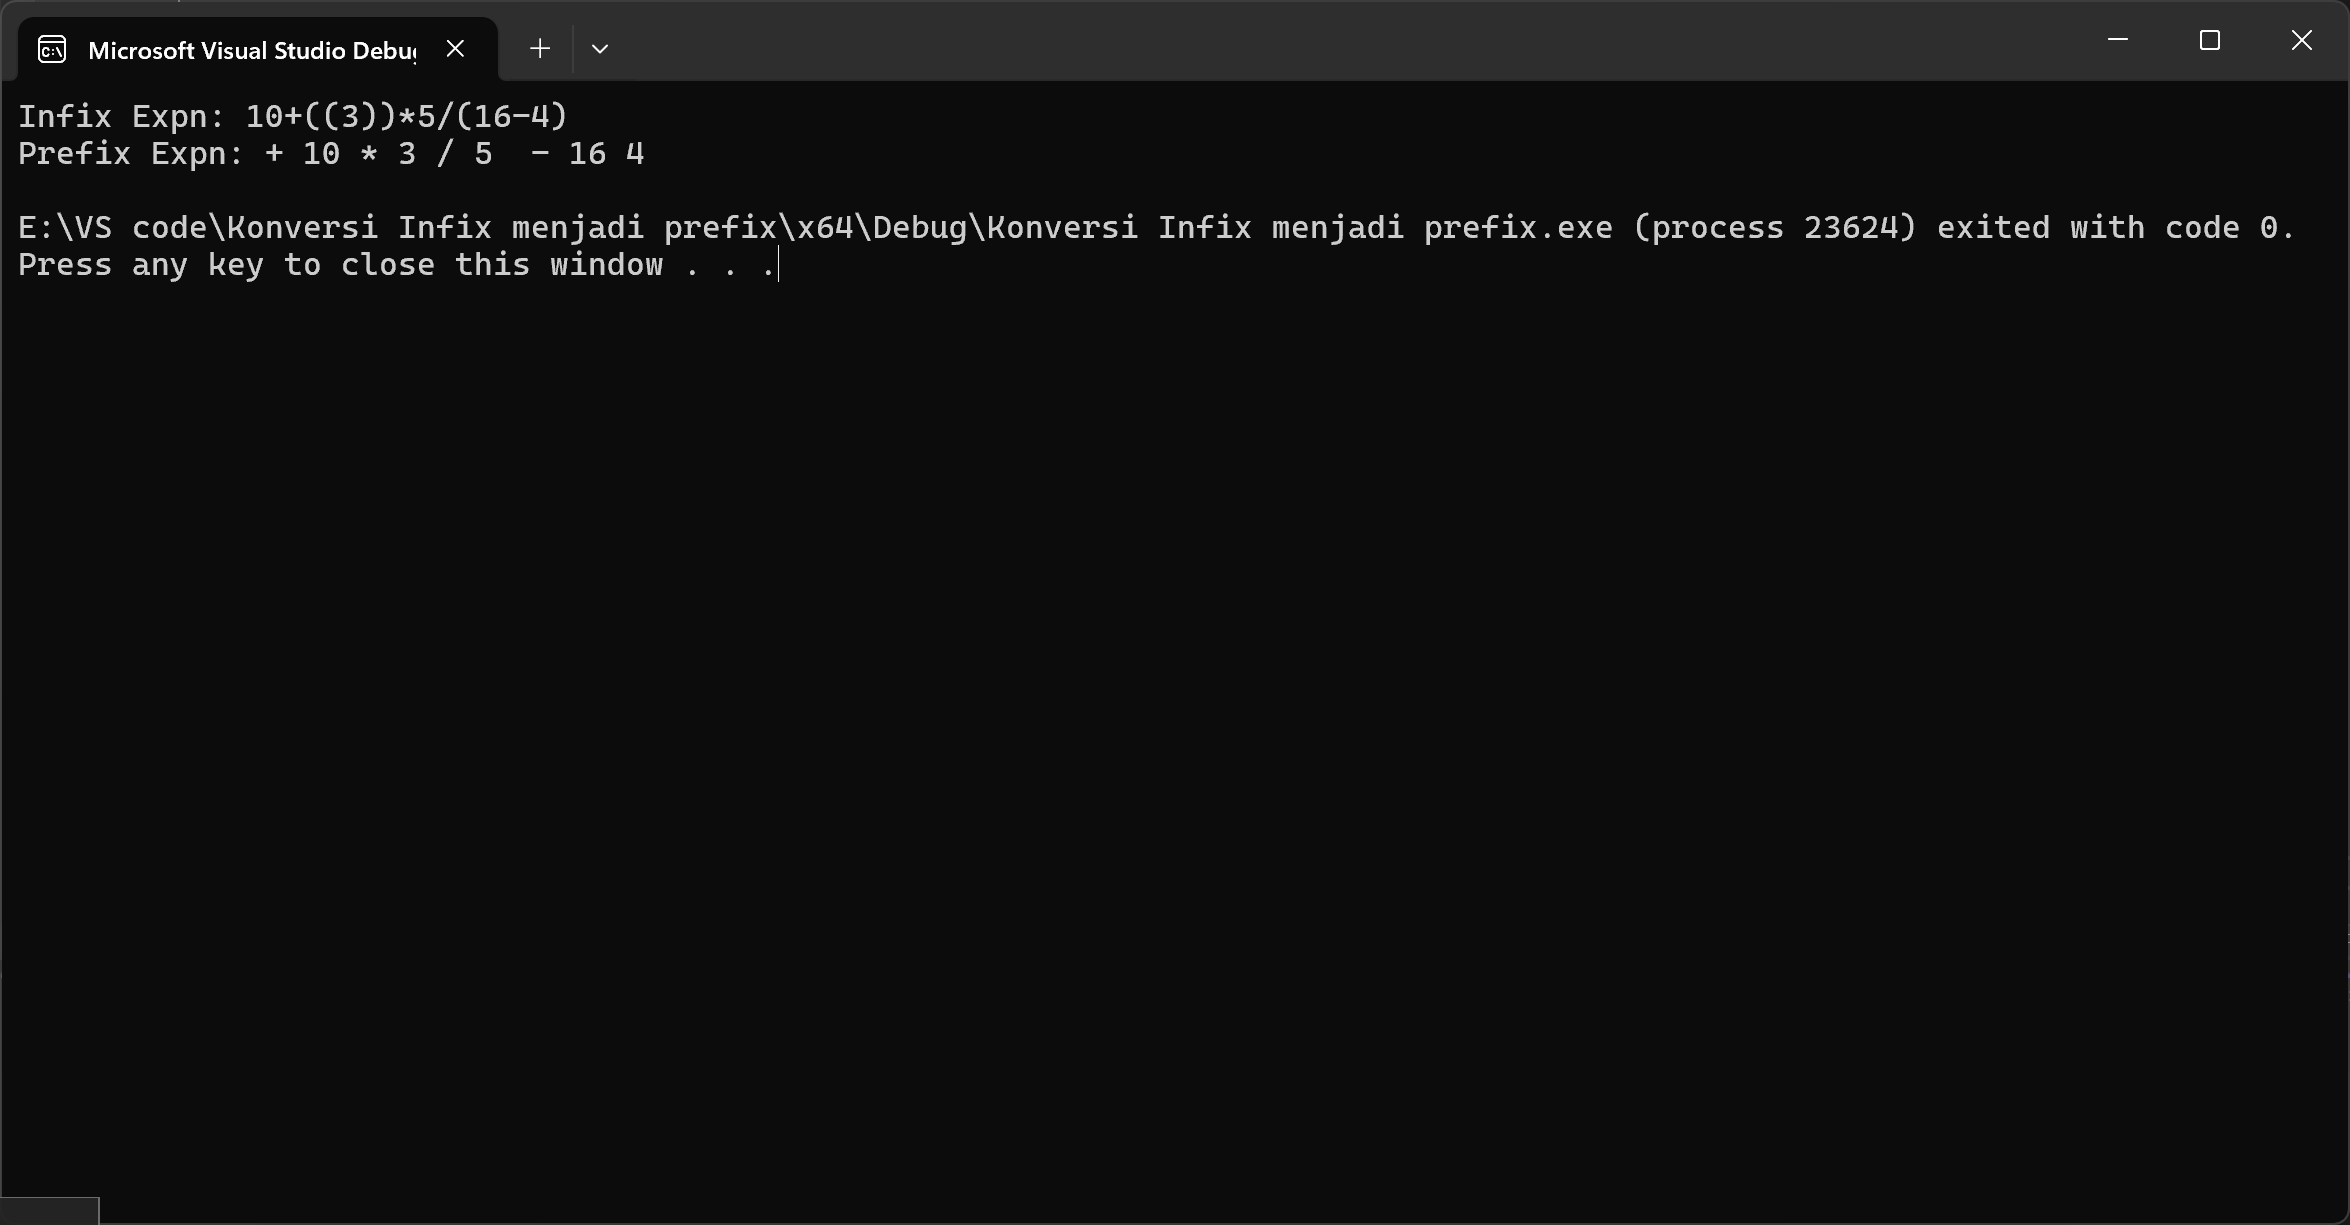 Microsoft Visual Studio Debug
Infix Expn: 10+((3))*5/(16-4)
Prefix Expn: + 10 * 3 / 5  - 16 4
E:\VS code\Konversi Infix menjadi prefix\x64\Debug\Konversi Infix menjadi prefix.exe (process 23624) exited with code 0.
Press any key to close this window . . .